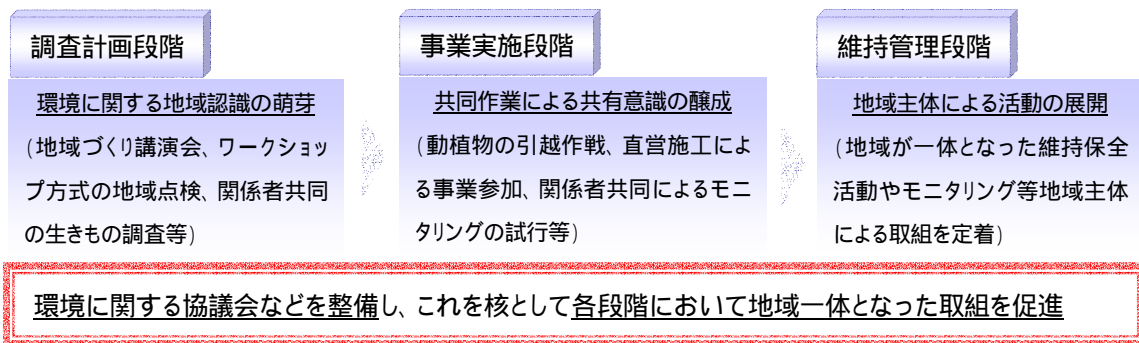 調査計画段階
環境に関する地域認識の萌芽
(地域づくり講演会、ワークショッ
プ方式の地域点検、関係者共同
の生きもの調査等)
事業実施段階
共同作業による共有意識の醸成
(動植物の引越作戦、直営施工によ
る事業参加、関係者共同によるモニ
タリングの試行等)
維持管理段階
地域主体による活動の展開
(地域が一体となった維持保全
活動やモニタリング等地域主体
による取組を定着)
環境に関する協議会などを整備し、これを核として各段階において地域一体となった取組を促進